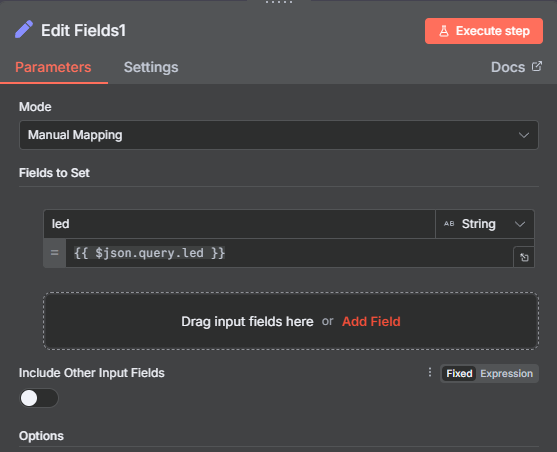 Edit Fields1
Execute step
Parameters Settings Docs
Mode
Manual Mapping
Fields to Set
led AB String
= {{ $json.query.led }}
Drag input fields here or Add Field
Include Other Input Fields Fixed Expression
Options